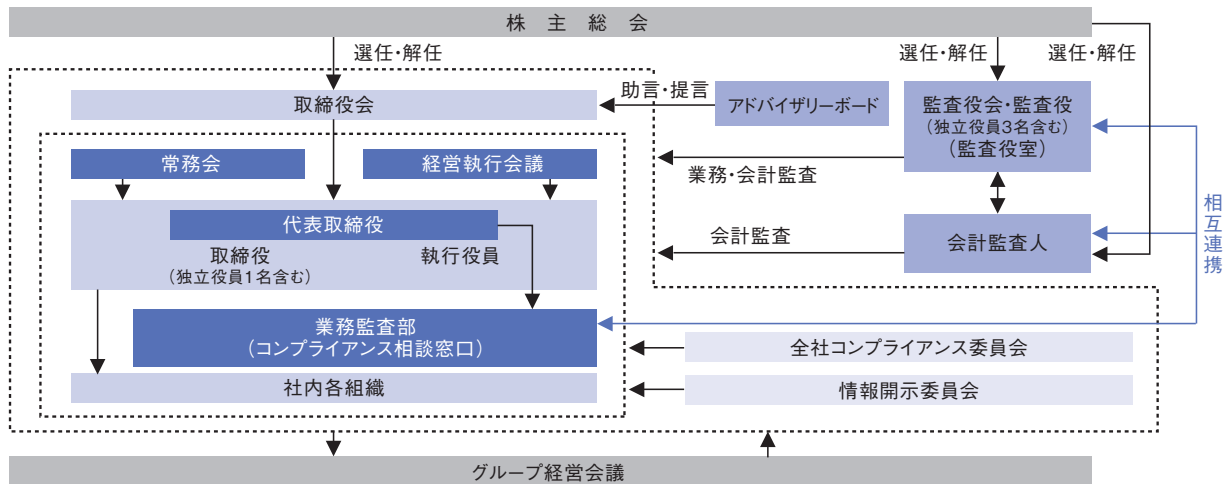 株主総会
選任・解任
選任・解任
選任・解任
取締役会
助言・提言
アドバイザリーボード
監査役会・監査役
(独立役員3名含む)
(監査役室)
常務会
経営執行会議
業務・会計監査
代表取締役
取締役
(独立役員1名含む)
執行役員
会計監査
会計監査人
相互連携
業務監査部
(コンプライアンス相談窓口)
全社コンプライアンス委員会
社内各組織
情報開示委員会
グループ経営会議